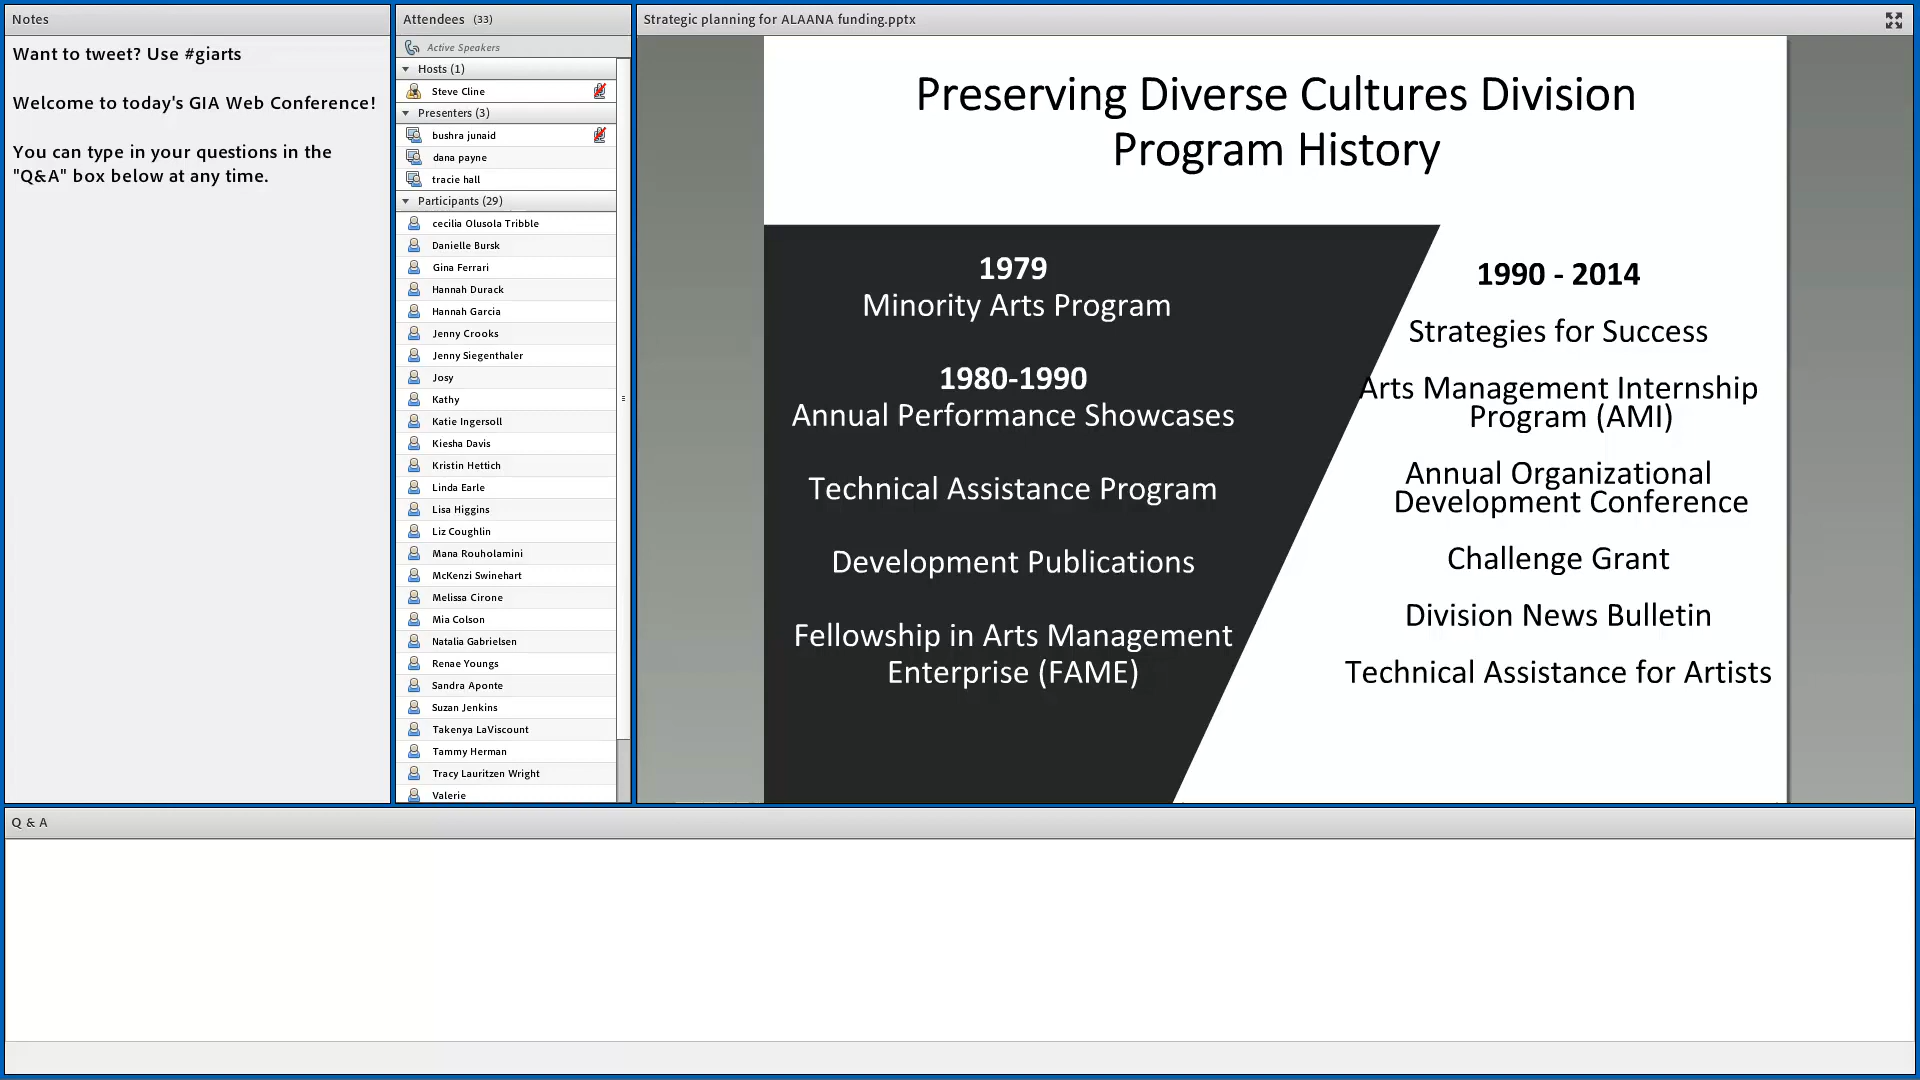 Notes
Want to tweet? Use #giarts
Welcome to today's GIA Web Conference!
You can type in your questions in the
"Q&A" box below at any time.
Attendees (33)
Active Speakers
Hosts (1)
Steve Cline
Presenters (3)
bushra junaid
dana payne
tracie hall
Participants (29)
cecilia Olusola Tribble
Danielle Bursk
Gina Ferrari
Hannah Durack
Hannah Garcia
Jenny Crooks
Jenny Siegenthaler
Josy
Kathy
Katie Ingersoll
Kiesha Davis
Kristin Hettich
Linda Earle
Lisa Higgins
Liz Coughlin
Mana Rouholamini
McKenzi Swinehart
Melissa Cirone
Mia Colson
Natalia Gabrielsen
Renae Youngs
Sandra Aponte
Suzan Jenkins
Takenya LaViscount
Tammy Herman
Tracy Lauritzen Wright
Valerie
Strategic planning for ALAANA funding.pptx
Preserving Diverse Cultures Division
Program History
1979
Minority Arts Program
1980-1990
Annual Performance Showcases
Technical Assistance Program
Development Publications
Fellowship in Arts Management
Enterprise (FAME)
1990 - 2014
Strategies for Success
Arts Management Internship
Program (AMI)
Annual Organizational
Development Conference
Challenge Grant
Division News Bulletin
Technical Assistance for Artists
Q & A